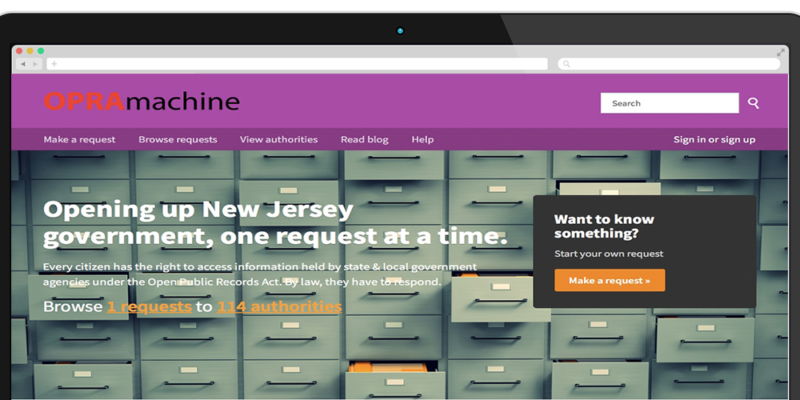 OPRAmachine
Search
Make a request Browse requests View authorities Read blog Help Sign in or sign up
Opening up New Jersey
government, one request at a time.
Every citizen has the right to access information held by state & local government
agencies under the Open Public Records Act. By law, they have to respond.
Browse 1 requests to 114 authorities
Want to know
something?
Start your own request
Make a request »